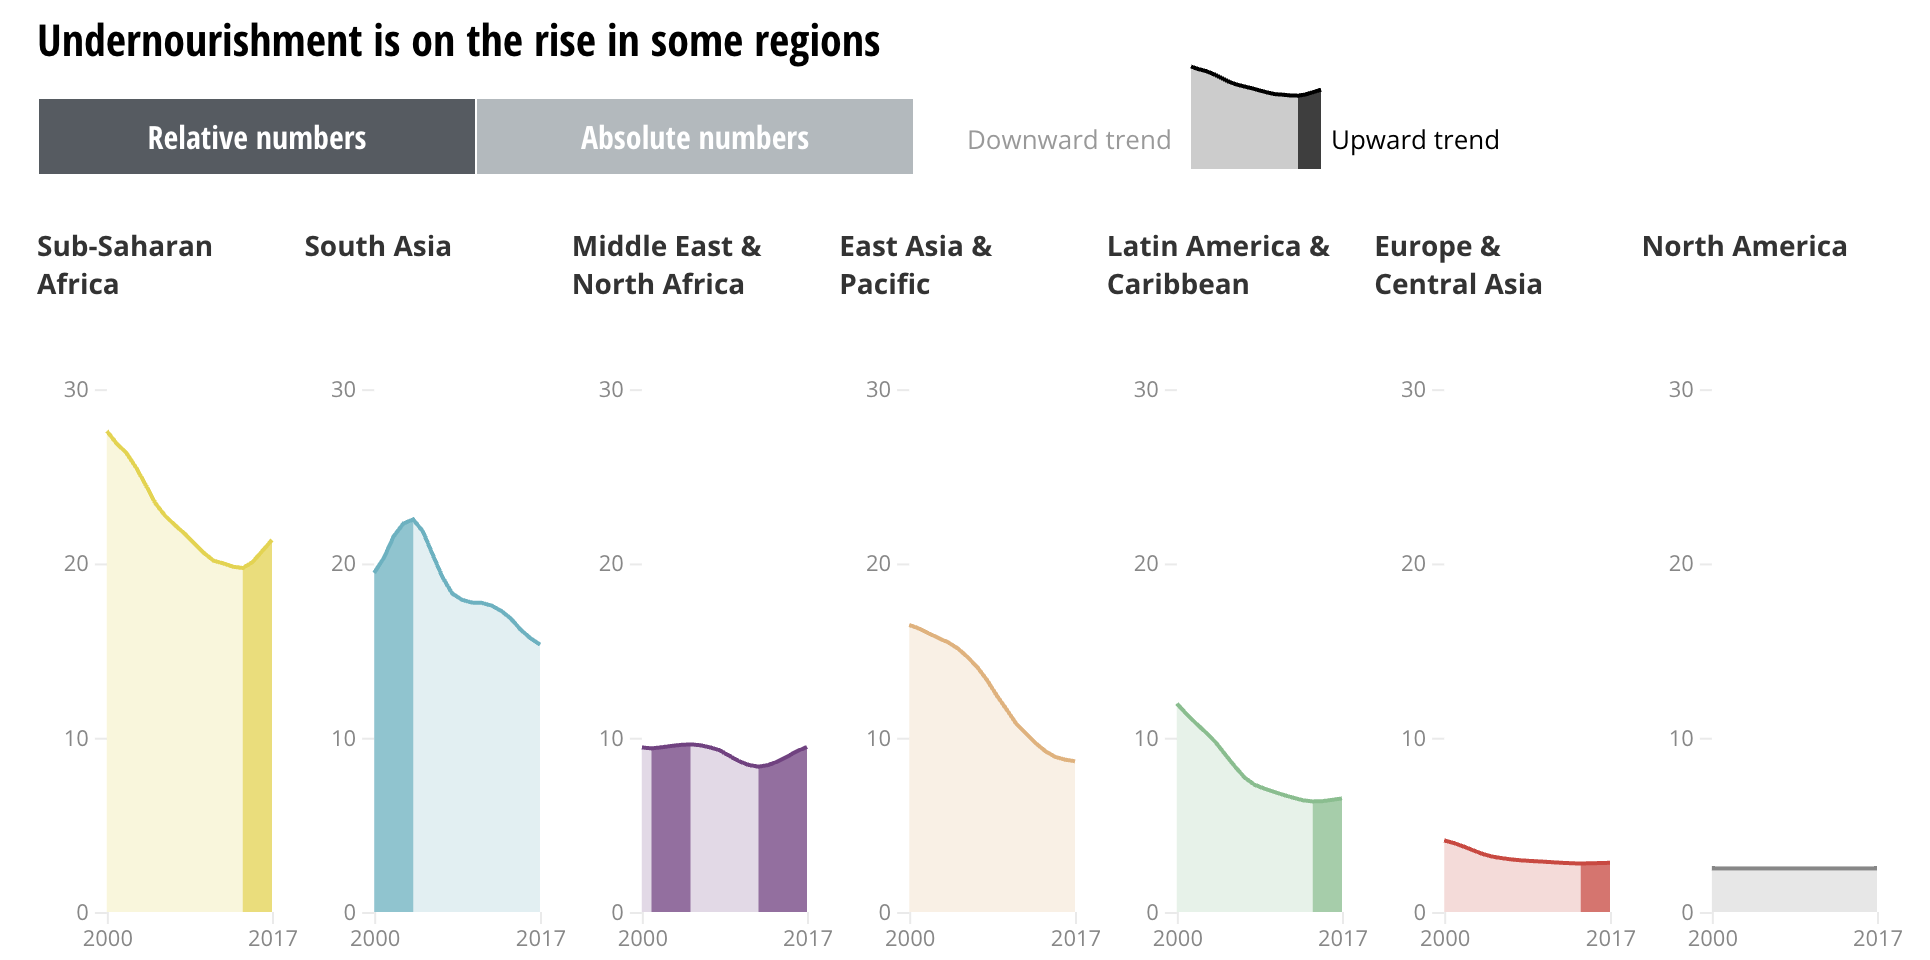 Undernourishment is on the rise in some regions
Relative numbers
Absolute numbers
Downward trend
Upward trend
Sub-Saharan
Africa
30
20
10
0
2000
2017
South Asia
30
20
10
0
2000
2017
Middle East &
North Africa
30
20
10
0
2000
2017
East Asia &
Pacific
30
20
10
0
2000
2017
Latin America &
Caribbean
30
20
10
0
2000
2017
Europe &
Central Asia
30
20
10
0
2000
2017
North America
30
20
10
0
2000
2017